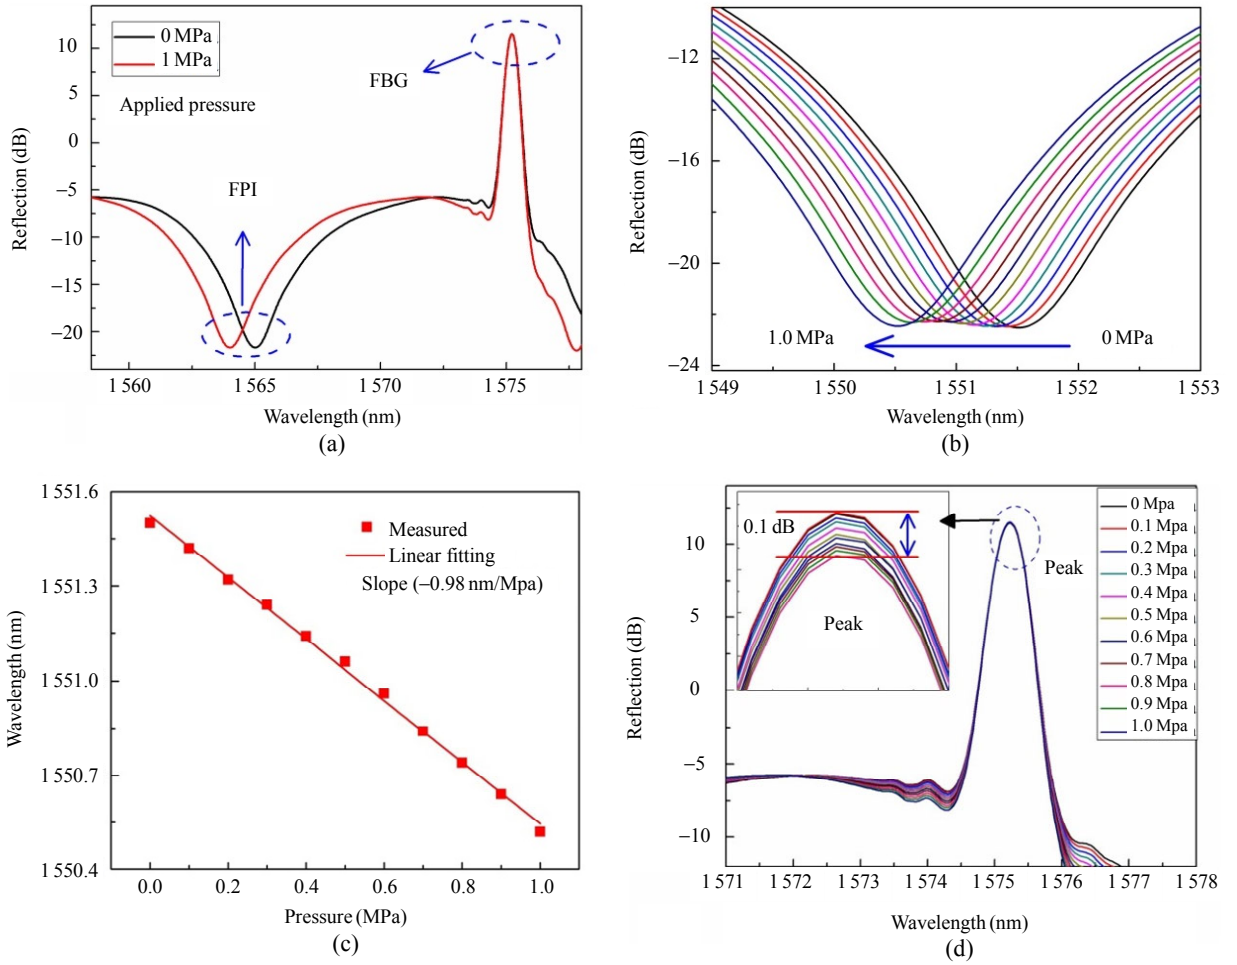 0 MPa
1 MPa
Applied pressure
FBG
FPI
10
5
0
−5
−10
−15
−20
Reflection (dB)
1 560
1 565
1 570
1 575
Wavelength (nm)
(a)
−12
−16
−20
−24
Reflection (dB)
1.0 MPa
0 MPa
1 549
1 550
1 551
1 552
1 553
Wavelength (nm)
(b)
1 551.6
1 551.3
1 551.0
1 550.7
1 550.4
Wavelength (nm)
Measured
Linear fitting
Slope (−0.98 nm/Mpa)
0.0
0.2
0.4
0.6
0.8
1.0
Pressure (MPa)
(c)
10
5
0
−5
−10
Reflection (dB)
0.1 dB
Peak
Peak
0 Mpa
0.1 Mpa
0.2 Mpa
0.3 Mpa
0.4 Mpa
0.5 Mpa
0.6 Mpa
0.7 Mpa
0.8 Mpa
0.9 Mpa
1.0 Mpa
1 571
1 572
1 573
1 574
1 575
1 576
1 577
1 578
Wavelength (nm)
(d)